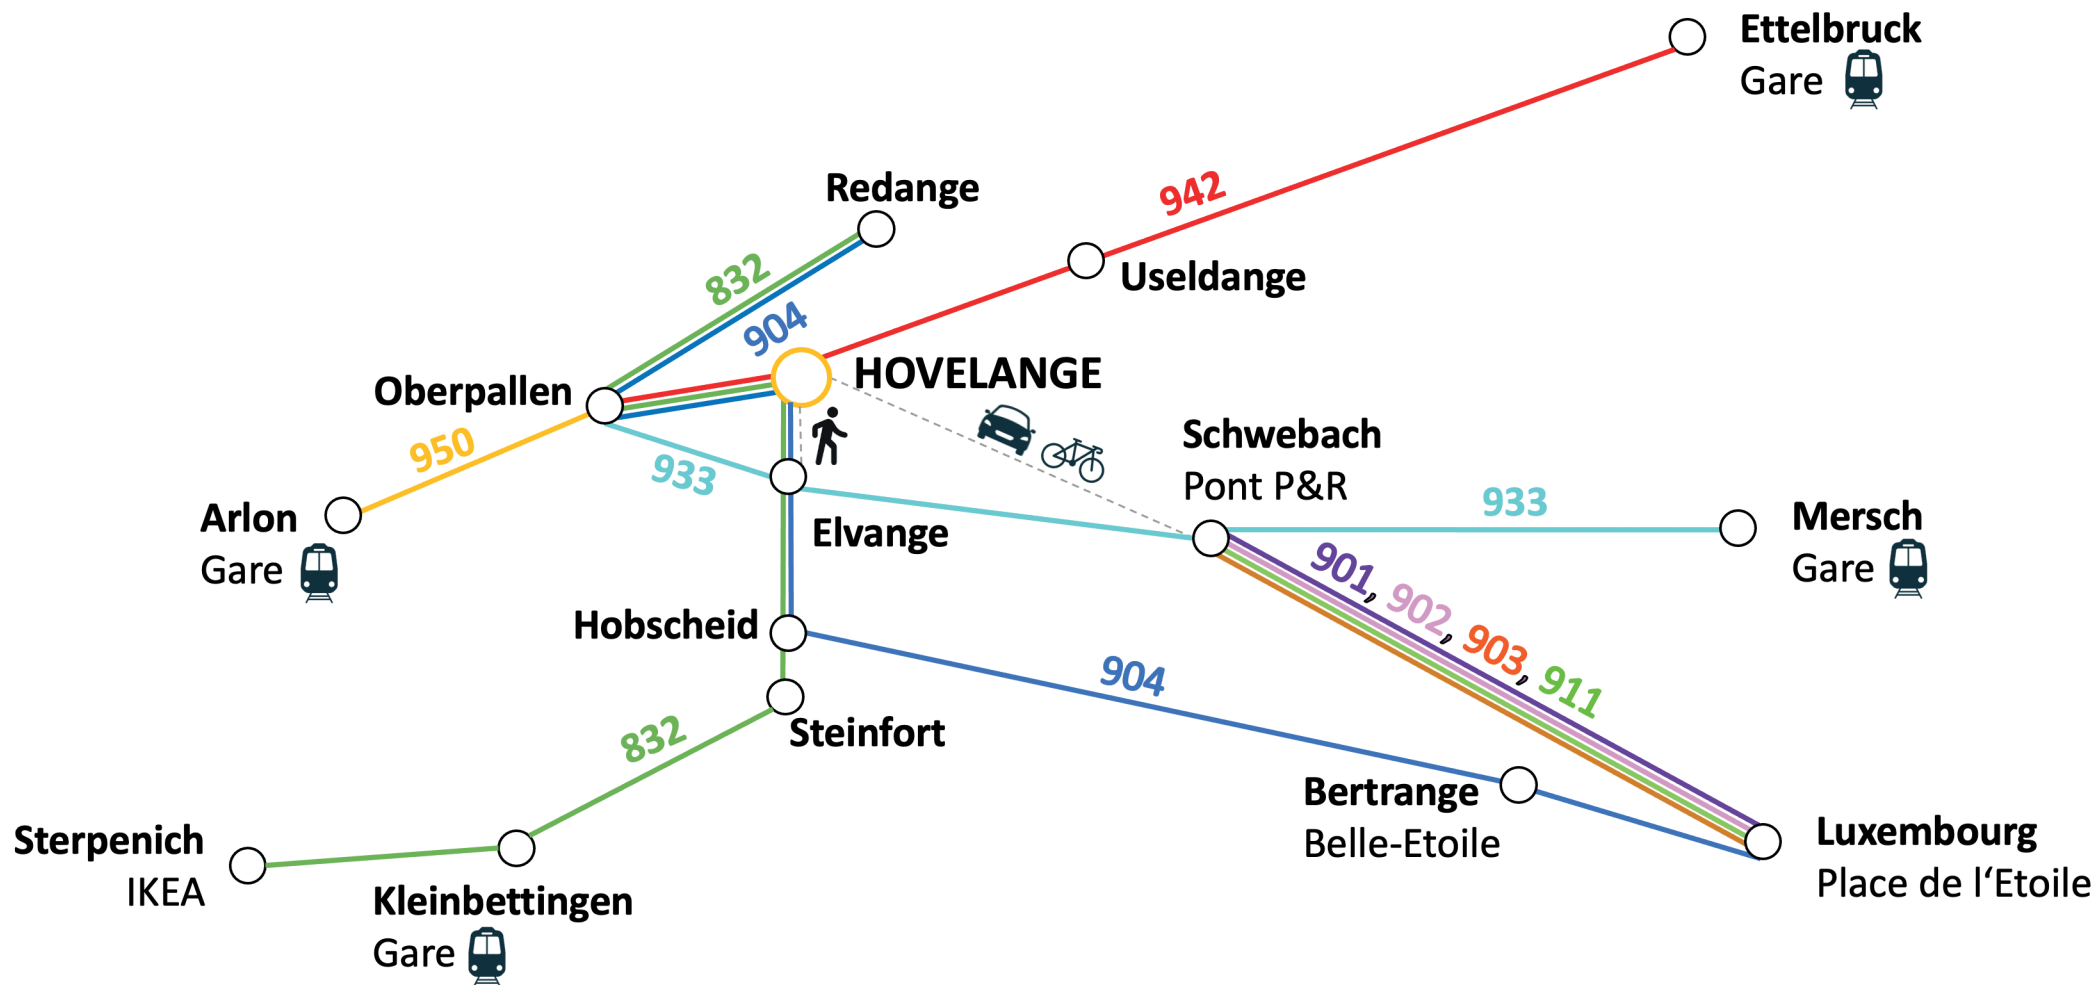 Ettelbruck
Gare
942
Redange
Useldange
832
904
HOVELANGE
Oberpallen
950
933
Schwebach
Pont P&R
933
Mersch
Gare
Arlon
Gare
Elvange
901, 902, 903, 911
Hobscheid
904
Steinfort
832
Bertrange
Belle-Etoile
Luxembourg
Place de l‘Etoile
Sterpenich
IKEA
Kleinbettingen
Gare